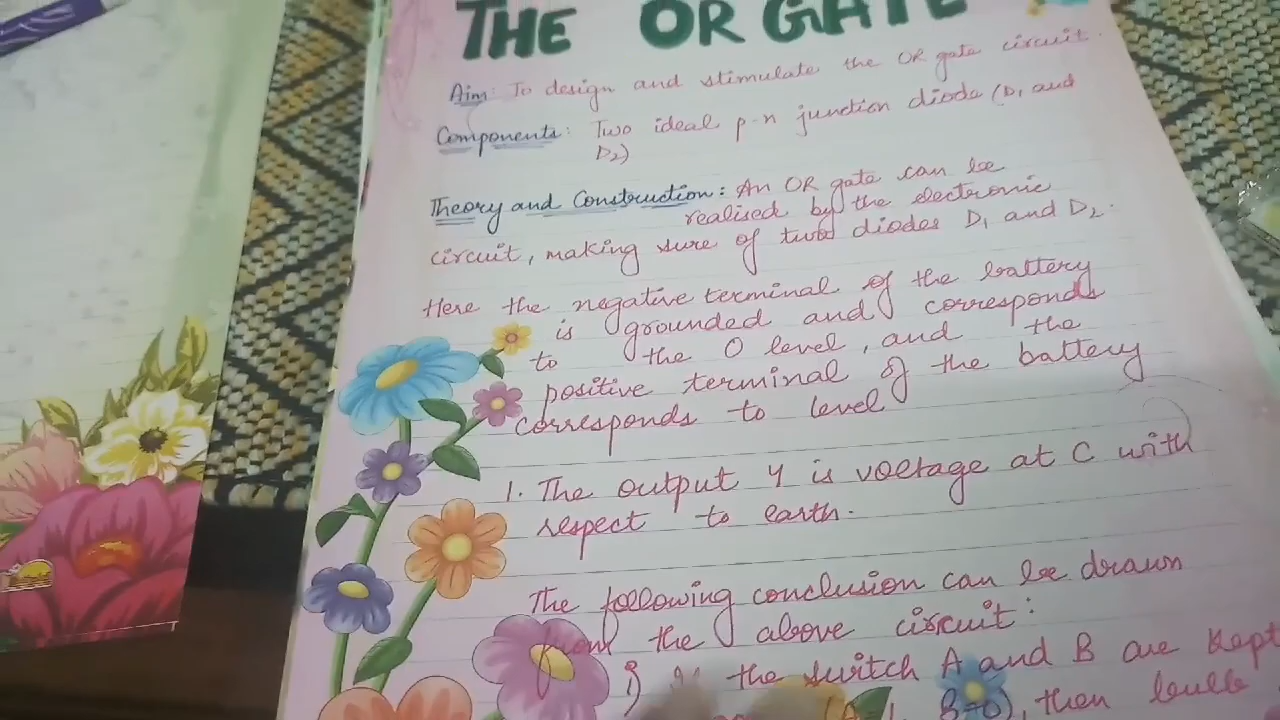 THE OR GATE
Aim: To design and stimulate the OR gate circuit.
Components: Two ideal p-n junction diode (D1 and
D2)
Theory and Construction: An OR gate can be
realised by the electronic
circuit, making sure of two diodes D1 and D2.
Here the negative terminal of the battery
is grounded and corresponds
to the 0 level, and the
positive terminal of the battery
corresponds to level
1. The output Y is voltage at C with
respect to earth.
The following conclusion can be drawn
from the above circuit:
i) If the switch A and B are kept
B=0), then